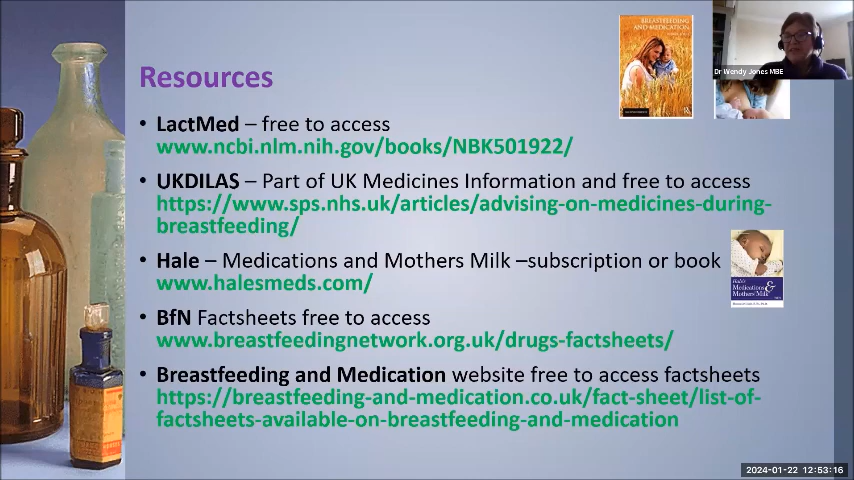 BREASTFEEDING
AND MEDICATION
Dr Wendy Jones MBE
Resources
• LactMed – free to access
www.ncbi.nlm.nih.gov/books/NBK501922/
• UKDILAS – Part of UK Medicines Information and free to access
https://www.sps.nhs.uk/articles/advising-on-medicines-during-
breastfeeding/
• Hale – Medications and Mothers Milk –subscription or book
www.halesmeds.com/
Hale's
Medications &
Mothers' Milk
• BfN Factsheets free to access
www.breastfeedingnetwork.org.uk/drugs-factsheets/
• Breastfeeding and Medication website free to access factsheets
https://breastfeeding-and-medication.co.uk/fact-sheet/list-of-
factsheets-available-on-breastfeeding-and-medication
2024-01-22 12:53:16